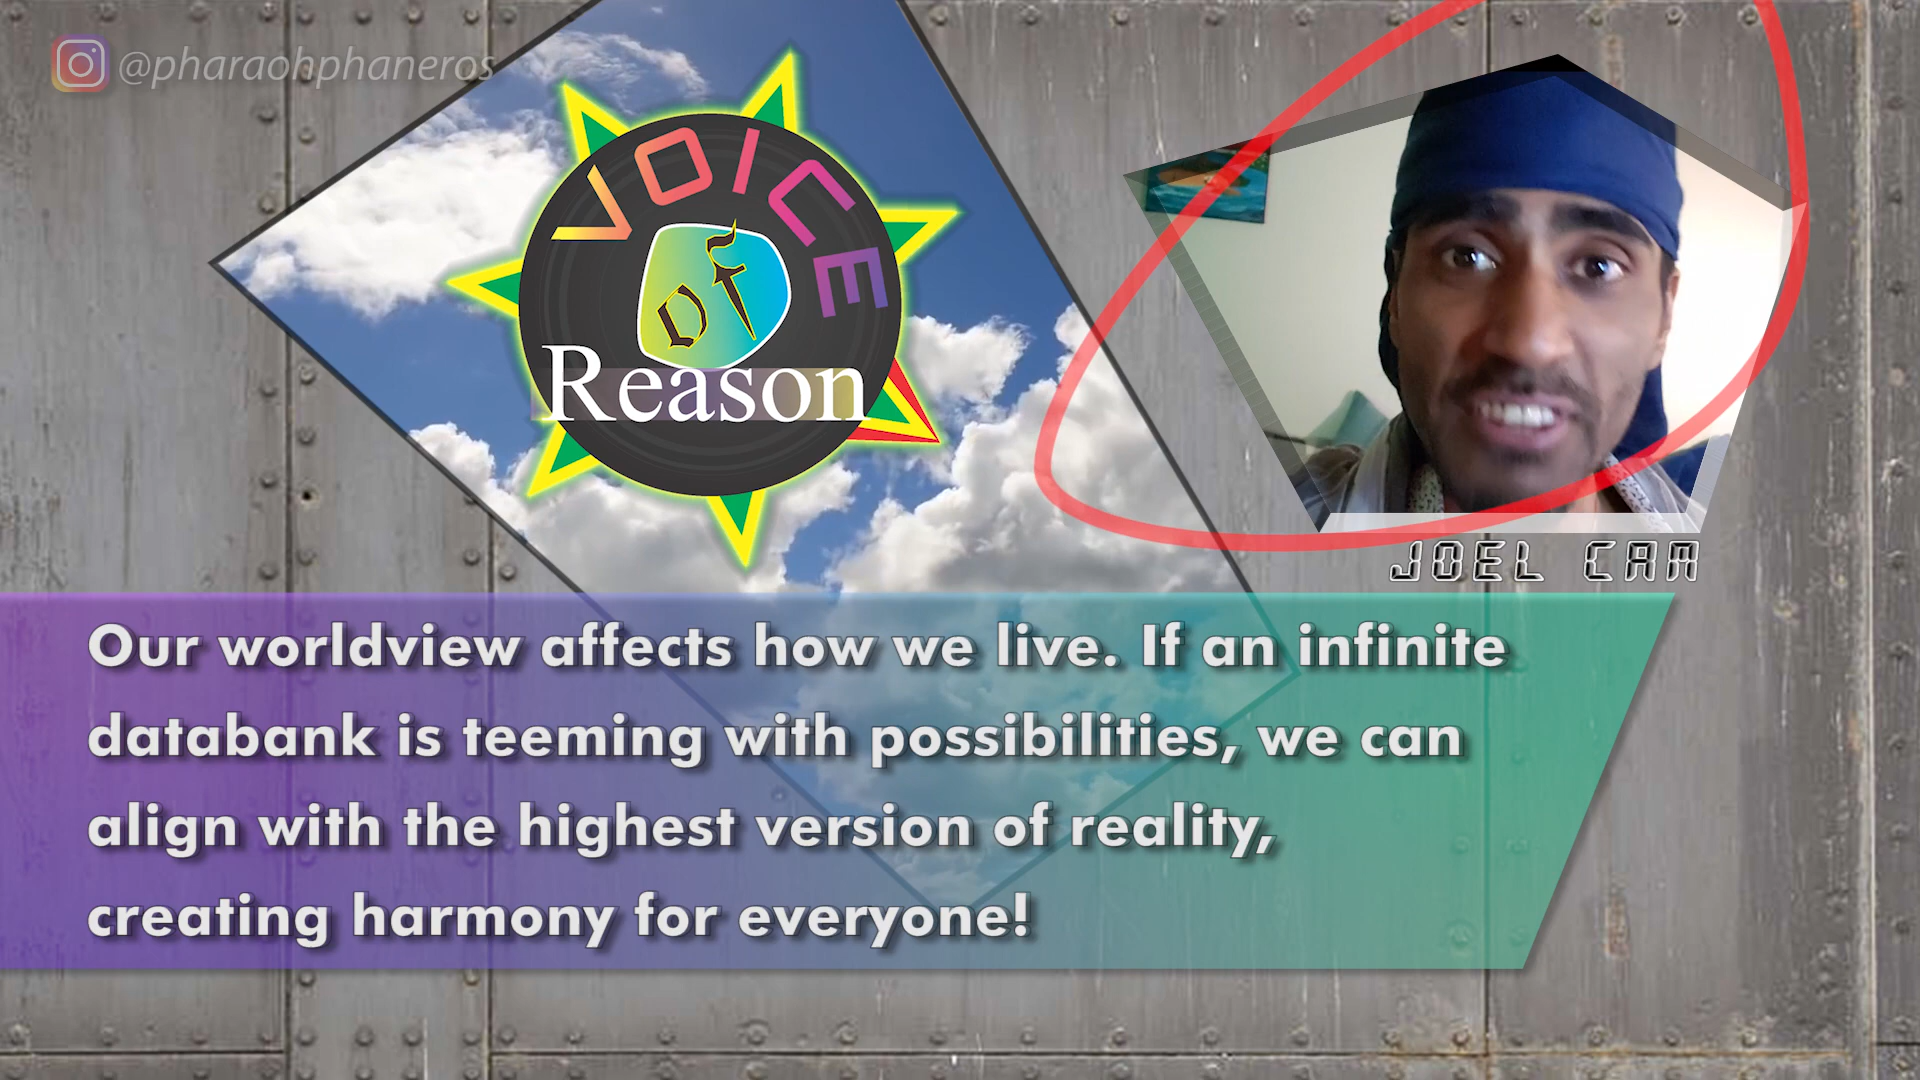 @pharaohphaneros
VOICE
of
Reason
JOEL CAM
Our worldview affects how we live. If an infinite
databank is teeming with possibilities, we can
align with the highest version of reality,
creating harmony for everyone!